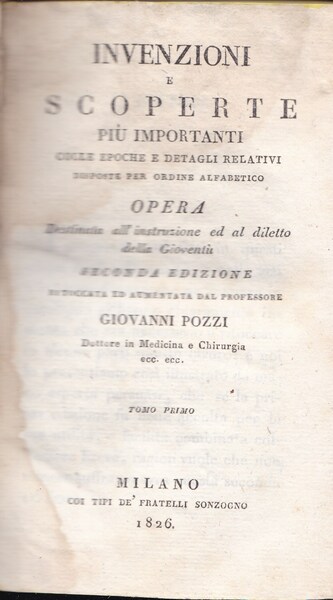 INVENZIONI
E
SCOPERTE
PIÙ IMPORTANTI
COLLE EPOCHE E DETAGLI RELATIVI
DISPOSTE PER ORDINE ALFABETICO
OPERA
Destinata all'instruzione ed al diletto
della Gioventù
SECONDA EDIZIONE
RITOCCATA ED AUMENTATA DAL PROFESSORE
GIOVANNI POZZI
Dottore in Medicina e Chirurgia
ecc. ecc.
TOMO PRIMO
MILANO
COI TIPI DE' FRATELLI SONZOGNO
1826.